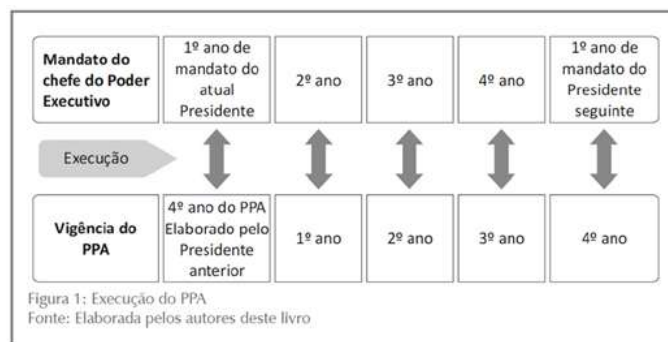 Mandato do
chefe do Poder
Executivo
1º ano de
mandato do
atual
Presidente
2º ano
3º ano
4º ano
1º ano de
mandato do
Presidente
seguinte
Execução
Vigência do
PPA
4º ano do PPA
Elaborado pelo
Presidente
anterior
1º ano
2º ano
3º ano
4º ano
Figura 1: Execução do PPA
Fonte: Elaborada pelos autores deste livro